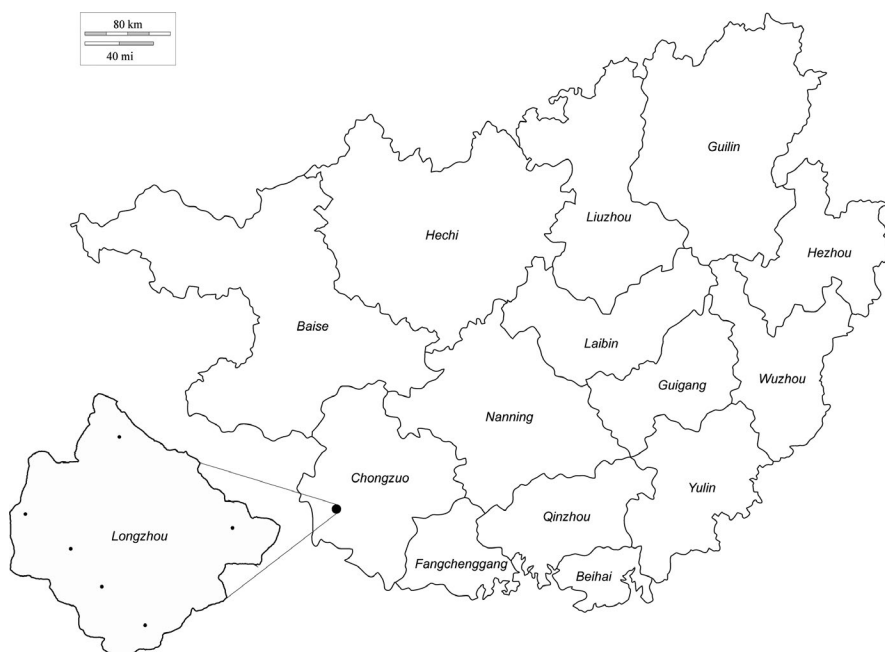 80 km
40 mi
Guilin
Liuzhou
Hechi
Hezhou
Baise
Laibin
Guigang
Wuzhou
Nanning
Chongzuo
Yulin
Qinzhou
Longzhou
Fangchenggang
Beihai